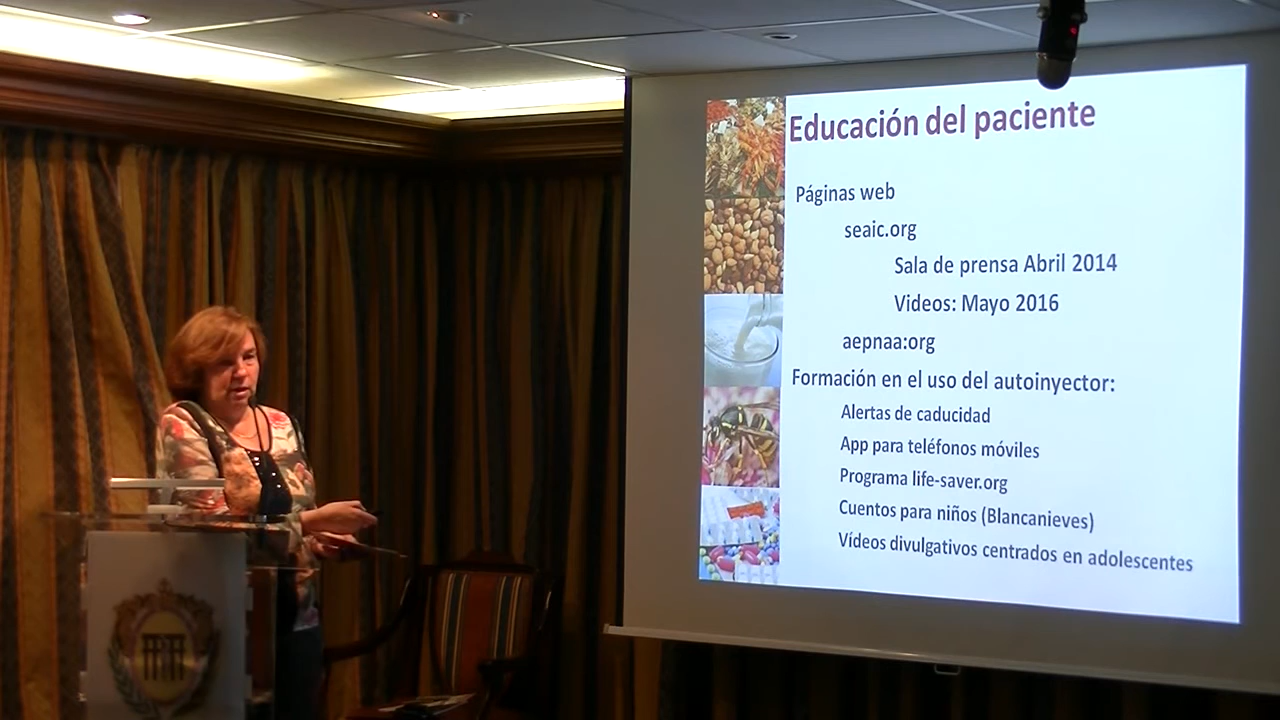 Educación del paciente
Páginas web
seaic.org
Sala de prensa Abril 2014
Videos: Mayo 2016
aepnaa:org
Formación en el uso del autoinyector:
Alertas de caducidad
App para teléfonos móviles
Programa life-saver.org
Cuentos para niños (Blancanieves)
Vídeos divulgativos centrados en adolescentes